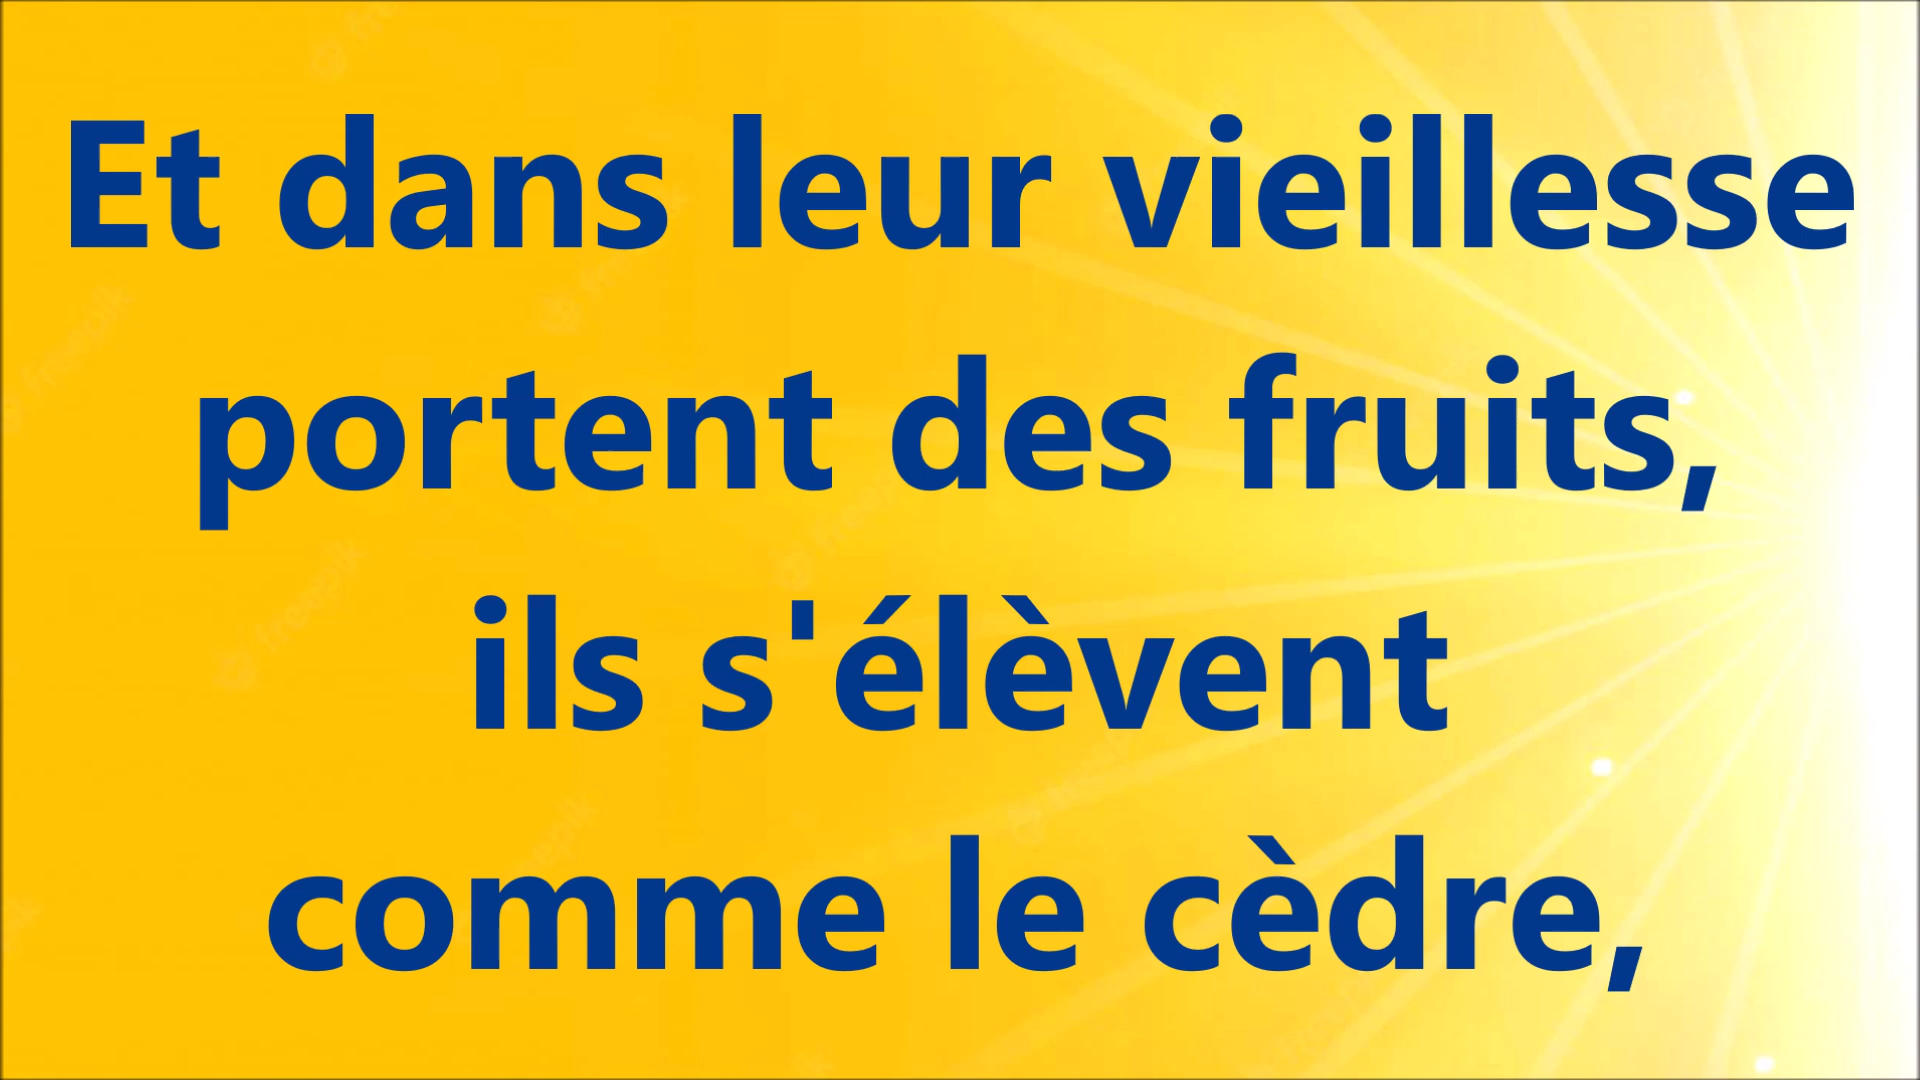 Et dans leur vieillesse
portent des fruits,
ils s'élèvent
comme le cèdre,